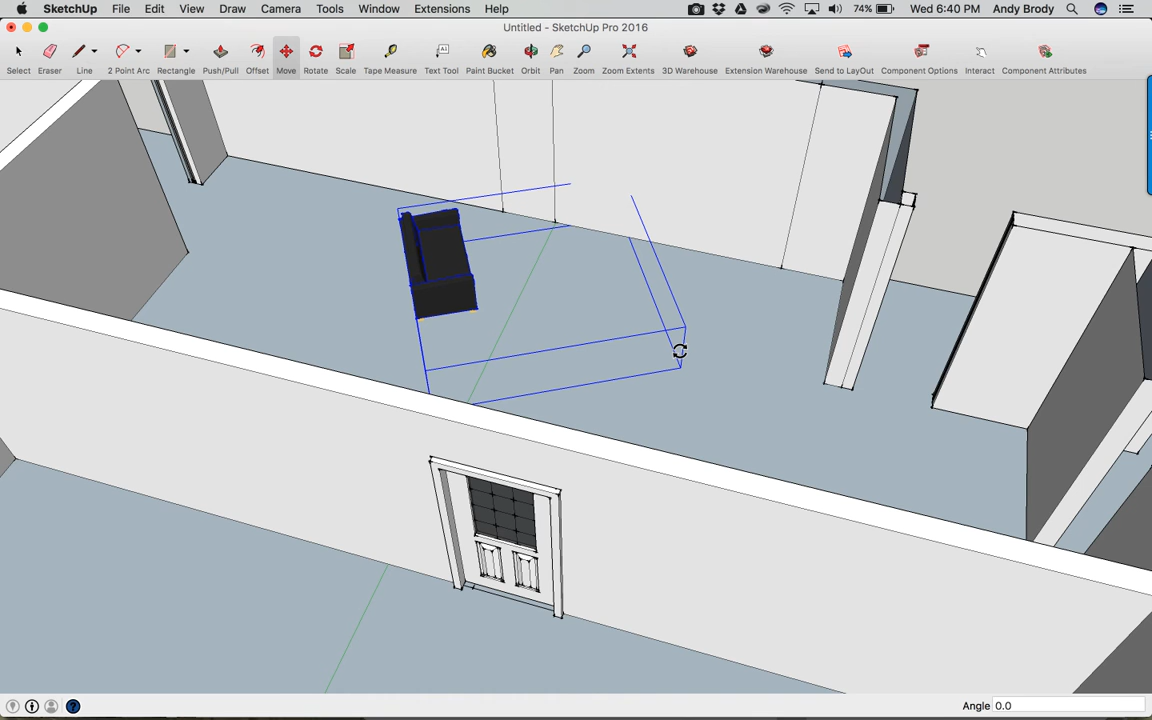 SketchUp File Edit View Draw Camera Tools Window Extensions Help 74% Wed 6:40 PM Andy Brody
Untitled - SketchUp Pro 2016
Select Eraser Line 2 Point Arc Rectangle Push/Pull Offset Move Rotate Scale Tape Measure Text Tool Paint Bucket Orbit Pan Zoom Zoom Extents 3D Warehouse Extension Warehouse Send to LayOut Component Options Interact Component Attributes
Angle 0.0